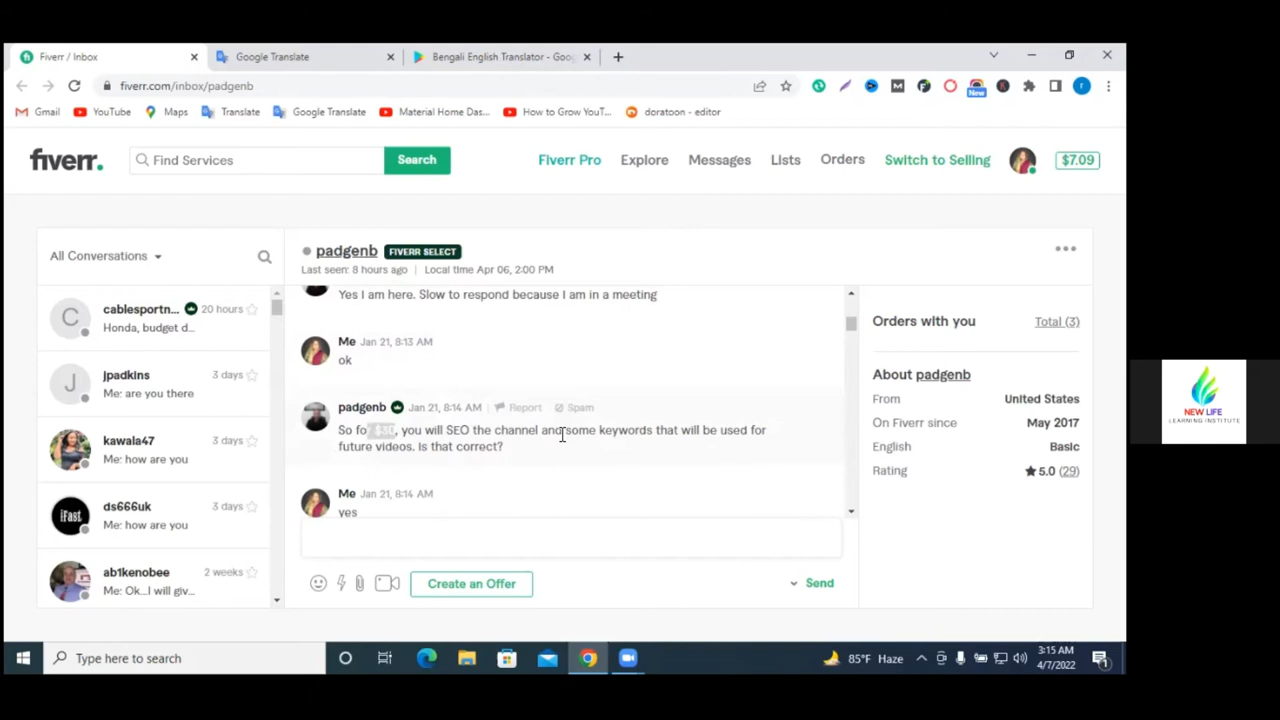 Fiverr / Inbox
Google Translate
Bengali English Translator - Goo
fiverr.com/inbox/padgenb
New
Gmail
YouTube
Maps
Translate
Google Translate
Material Home Das...
How to Grow YouT...
doratoon - editor
fiverr.
Find Services
Search
Fiverr Pro
Explore
Messages
Lists
Orders
Switch to Selling
$7.09
All Conversations
C
cablesportn...
20 hours
Honda, budget d...
J
jpadkins
3 days
Me: are you there
kawala47
3 days
Me: how are you
iFast
ds666uk
3 days
Me: how are you
ab1kenobee
2 weeks
Me: Ok...I will giv...
padgenb FIVERR SELECT
Last seen: 8 hours ago | Local time Apr 06, 2:00 PM
Yes I am here. Slow to respond because I am in a meeting
Me Jan 21, 8:13 AM
ok
padgenb Jan 21, 8:14 AM Report Spam
So for $30, you will SEO the channel and some keywords that will be used for
future videos. Is that correct?
Me Jan 21, 8:14 AM
yes
Create an Offer
Send
Orders with you
Total (3)
About padgenb
From United States
On Fiverr since May 2017
English Basic
Rating 5.0 (29)
NEW LIFE
LEARNING INSTITUTE
Type here to search
85°F Haze
3:15 AM
4/7/2022
1